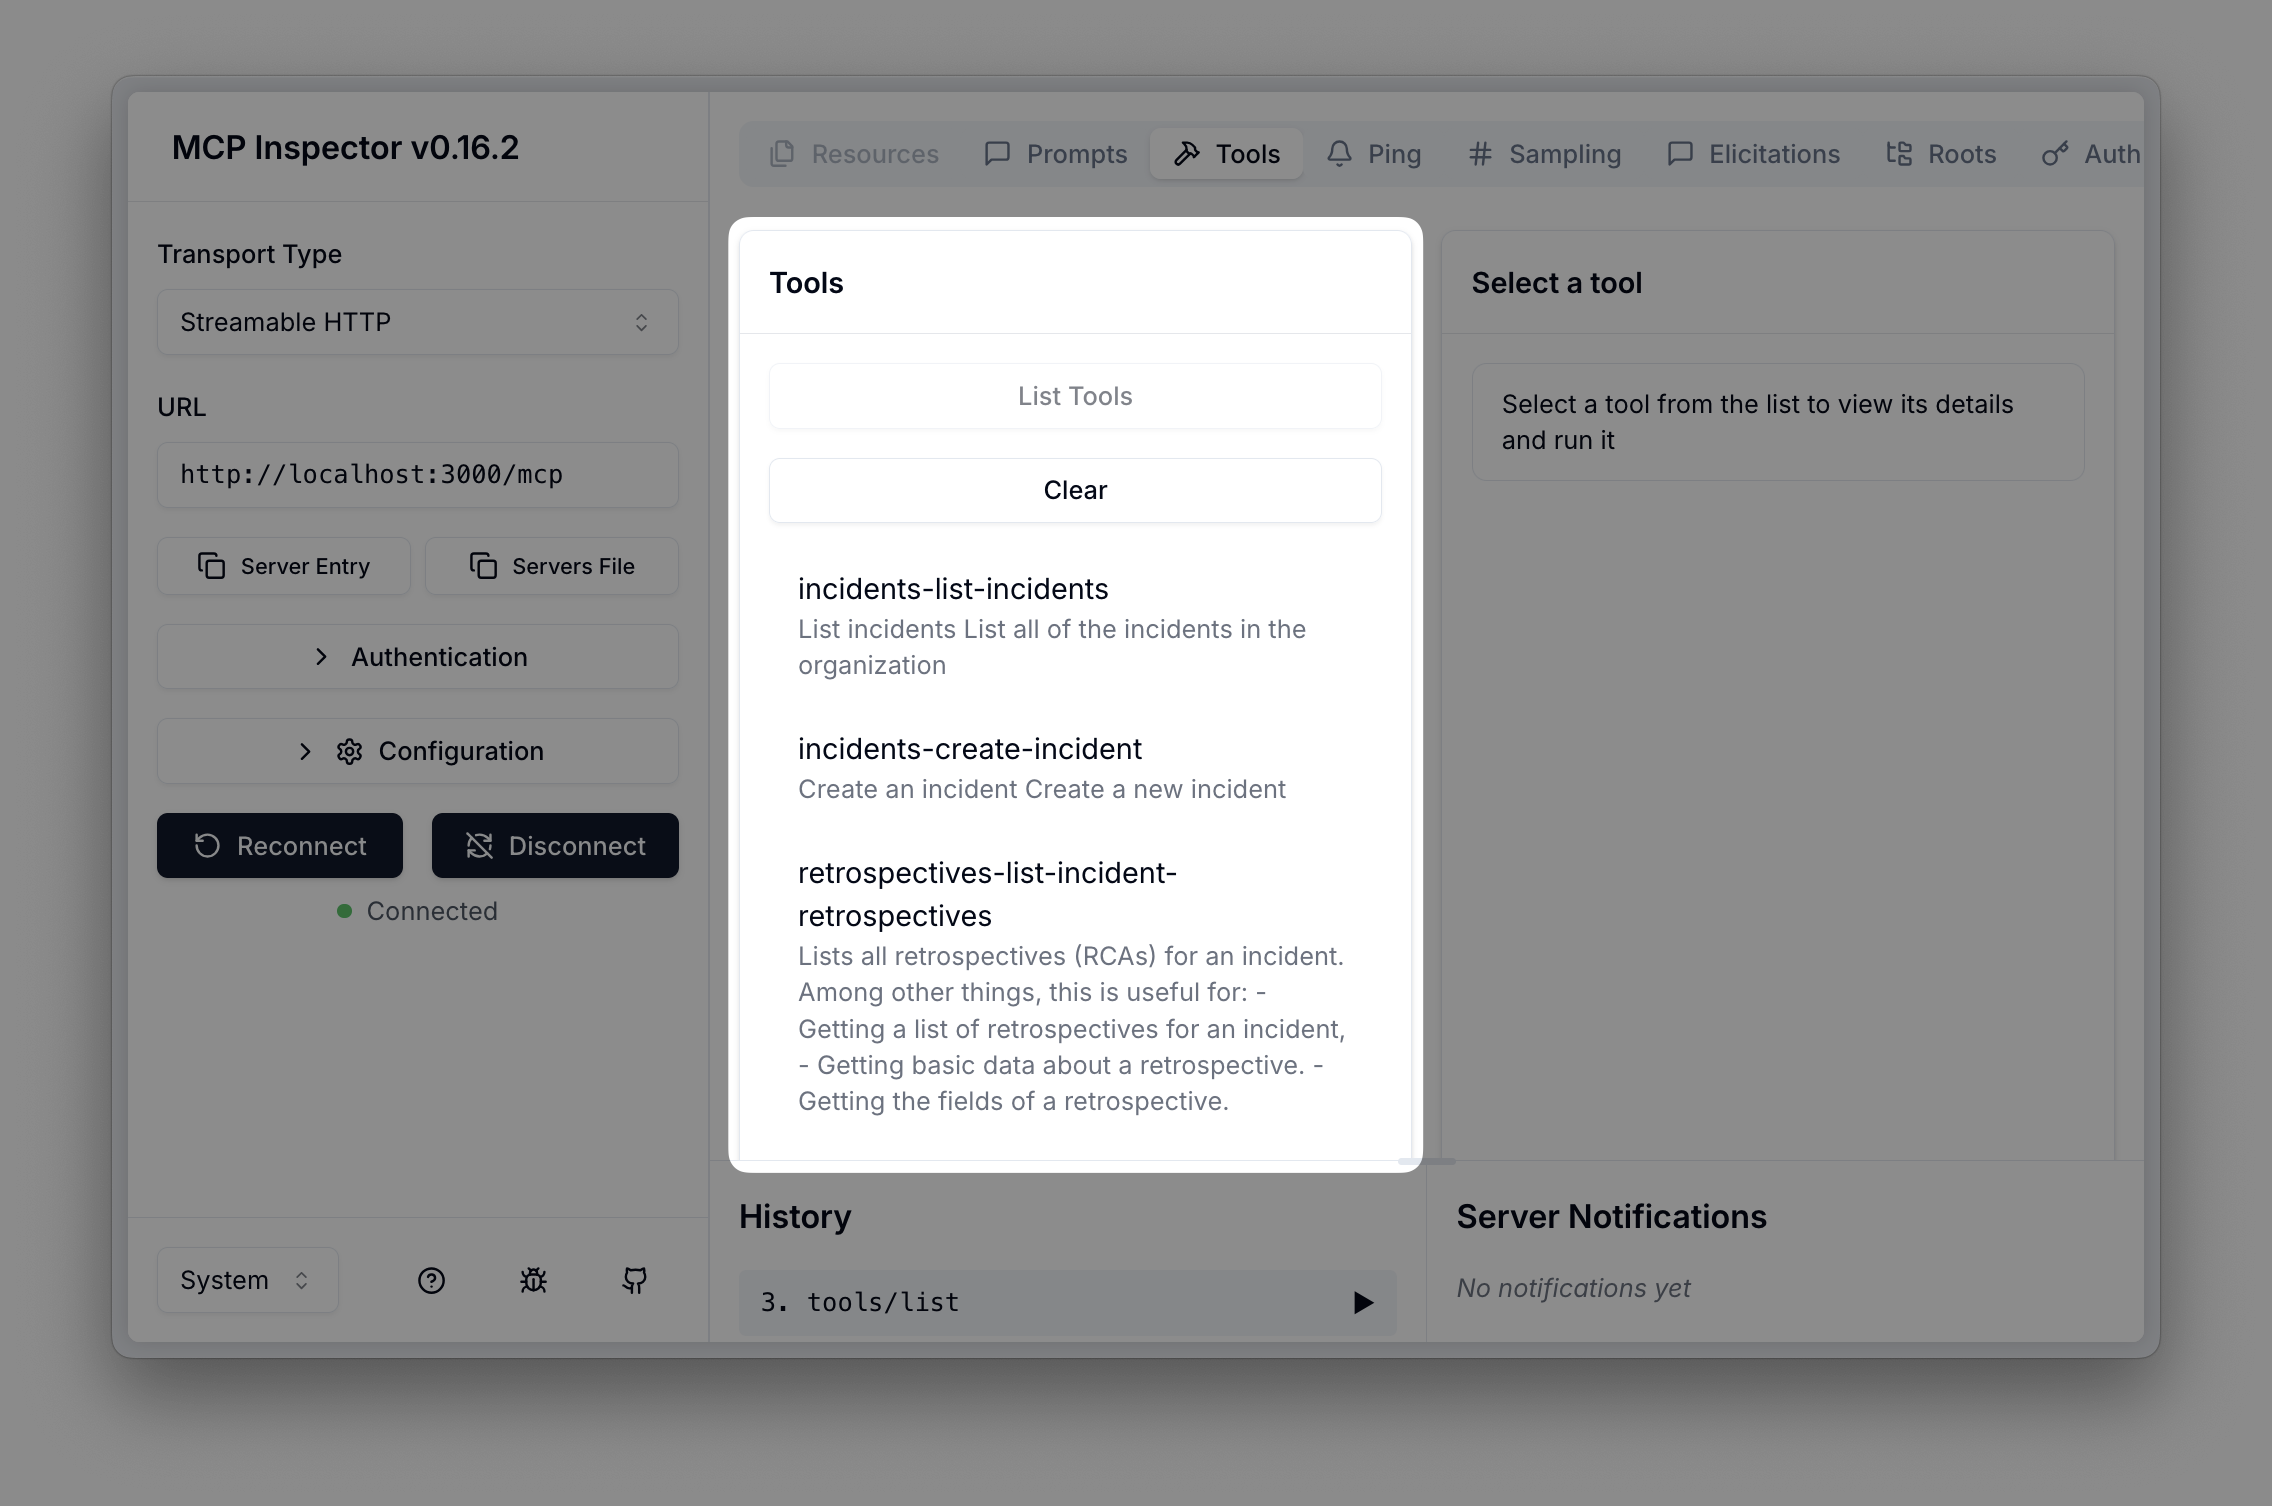 MCP Inspector v0.16.2
Transport Type
Streamable HTTP
URL
http://localhost:3000/mcp
Server Entry
Servers File
Authentication
Configuration
Reconnect
Disconnect
Connected
System
Resources
Prompts
Tools
Ping
Sampling
Elicitations
Roots
Auth
Tools
List Tools
Clear
incidents-list-incidents
List incidents List all of the incidents in the
organization
incidents-create-incident
Create an incident Create a new incident
retrospectives-list-incident-
retrospectives
Lists all retrospectives (RCAs) for an incident.
Among other things, this is useful for: -
Getting a list of retrospectives for an incident,
- Getting basic data about a retrospective. -
Getting the fields of a retrospective.
Select a tool
Select a tool from the list to view its details
and run it
History
3. tools/list
Server Notifications
No notifications yet